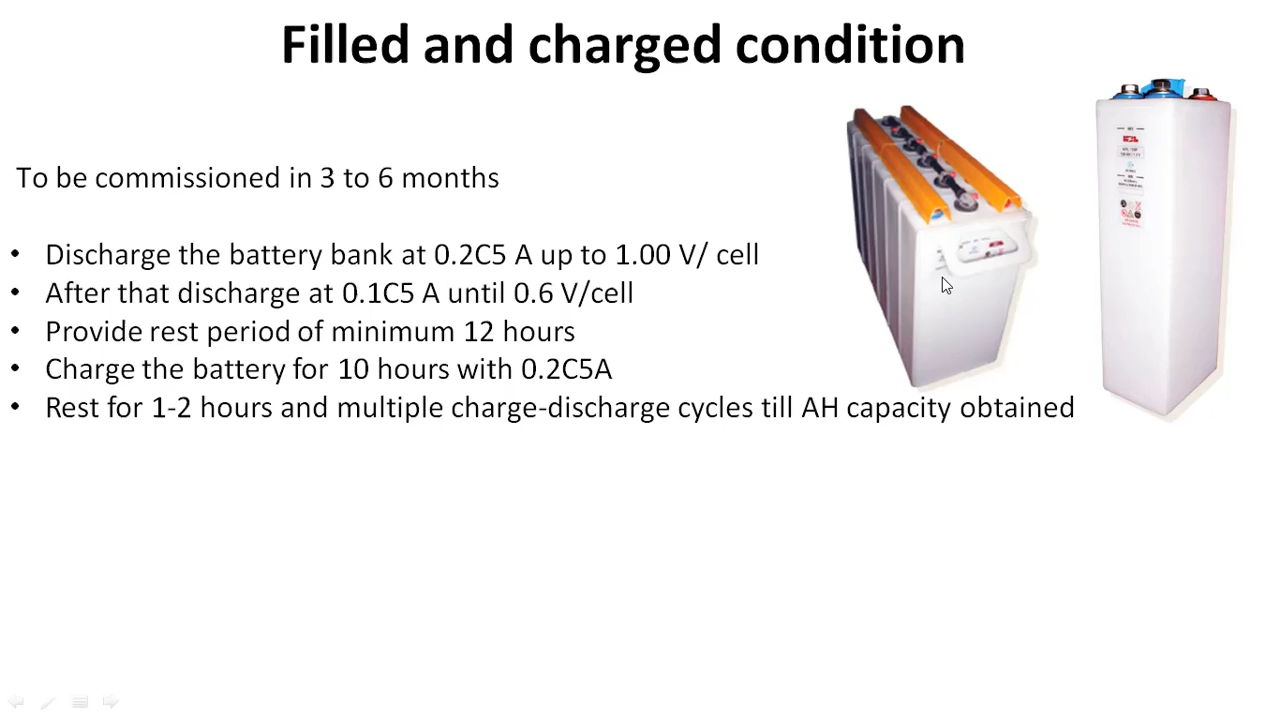 Filled and charged condition
To be commissioned in 3 to 6 months
• Discharge the battery bank at 0.2C5 A up to 1.00 V/ cell
• After that discharge at 0.1C5 A until 0.6 V/cell
• Provide rest period of minimum 12 hours
• Charge the battery for 10 hours with 0.2C5A
• Rest for 1-2 hours and multiple charge-discharge cycles till AH capacity obtained